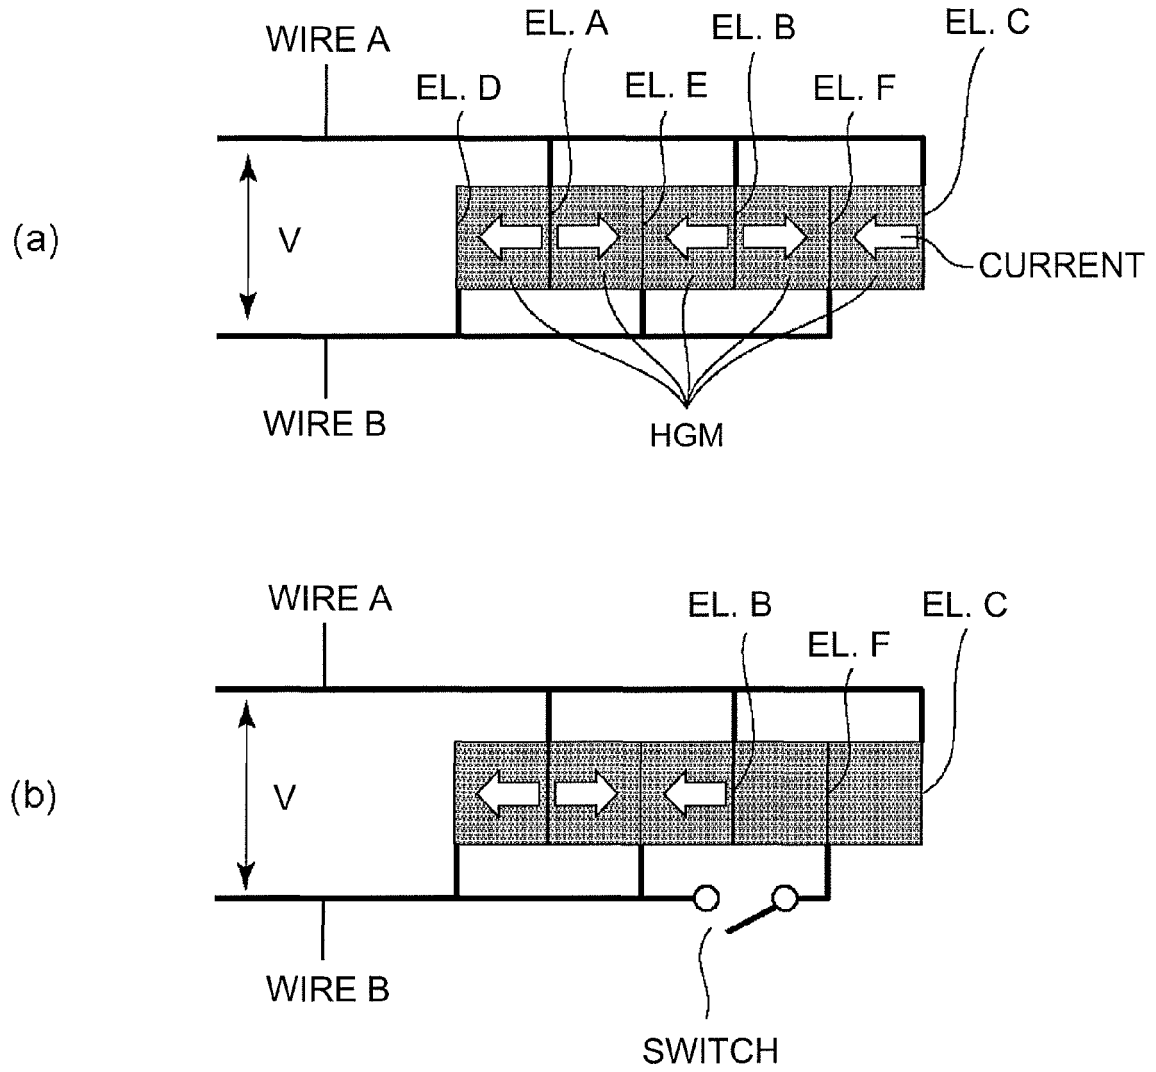 WIRE A
EL. A
EL. B
EL. C
EL. D
EL. E
EL. F
(a)
V
CURRENT
WIRE B
HGM
WIRE A
EL. B
EL. C
EL. F
(b)
V
WIRE B
SWITCH